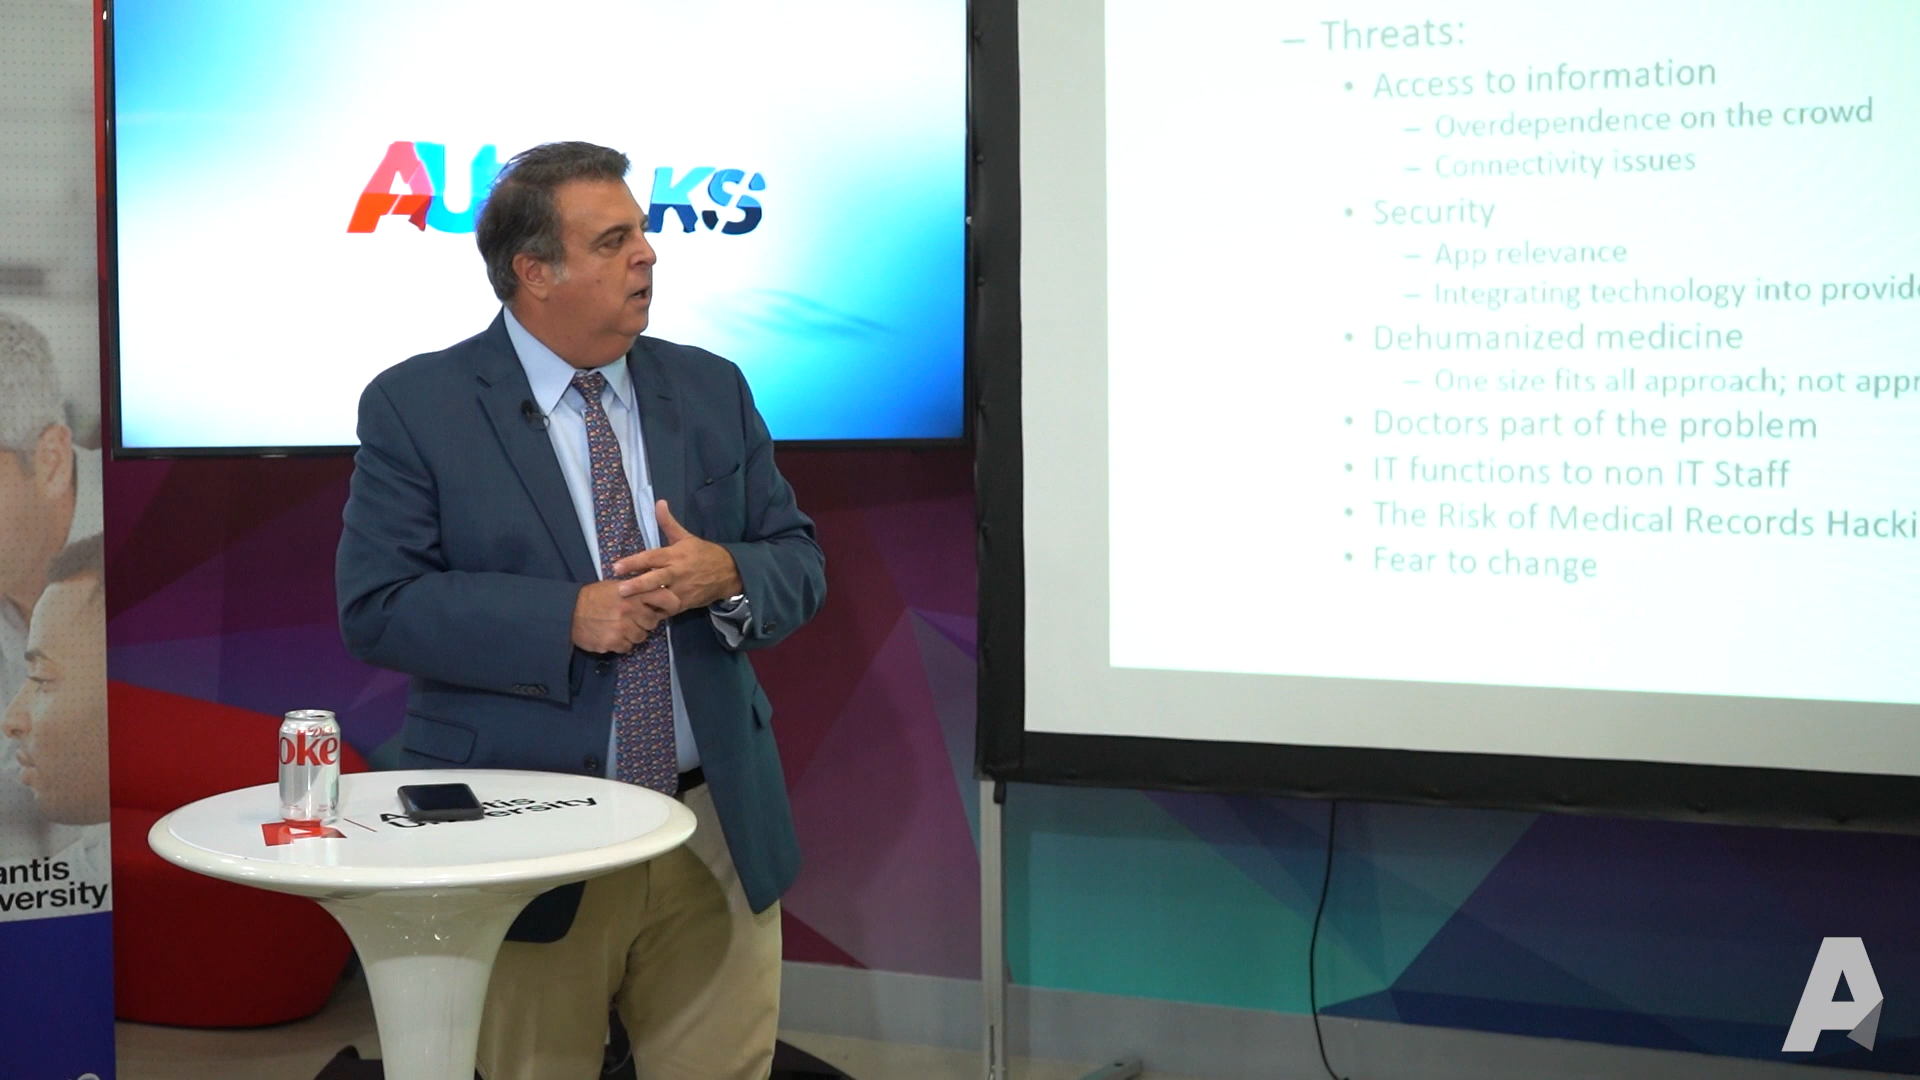 AU
KS
– Threats:
• Access to information
– Overdependence on the crowd
– Connectivity issues
• Security
– App relevance
– Integrating technology into provid
• Dehumanized medicine
– One size fits all approach; not appr
• Doctors part of the problem
• IT functions to non IT Staff
• The Risk of Medical Records Hacki
• Fear to change
Diet
oke
A
A tis
University
antis
versity
A